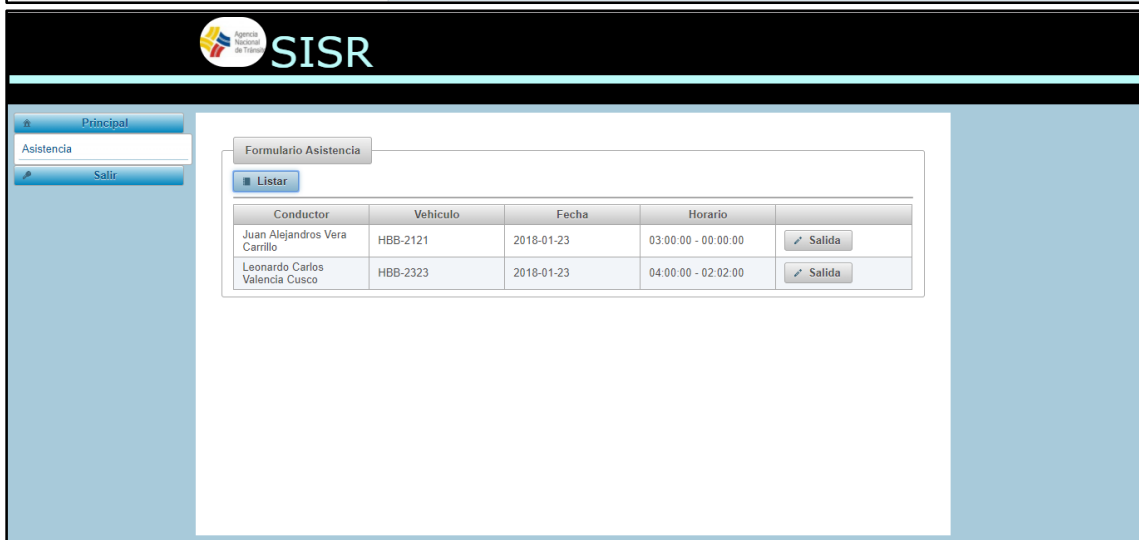 Agencia
Nacional
de Tránsito
SISR
Principal
Asistencia
Salir
Formulario Asistencia
Listar
Conductor Vehiculo Fecha Horario
Juan Alejandros Vera
Carrillo
HBB-2121 2018-01-23 03:00:00 - 00:00:00 Salida
Leonardo Carlos
Valencia Cusco
HBB-2323 2018-01-23 04:00:00 - 02:02:00 Salida